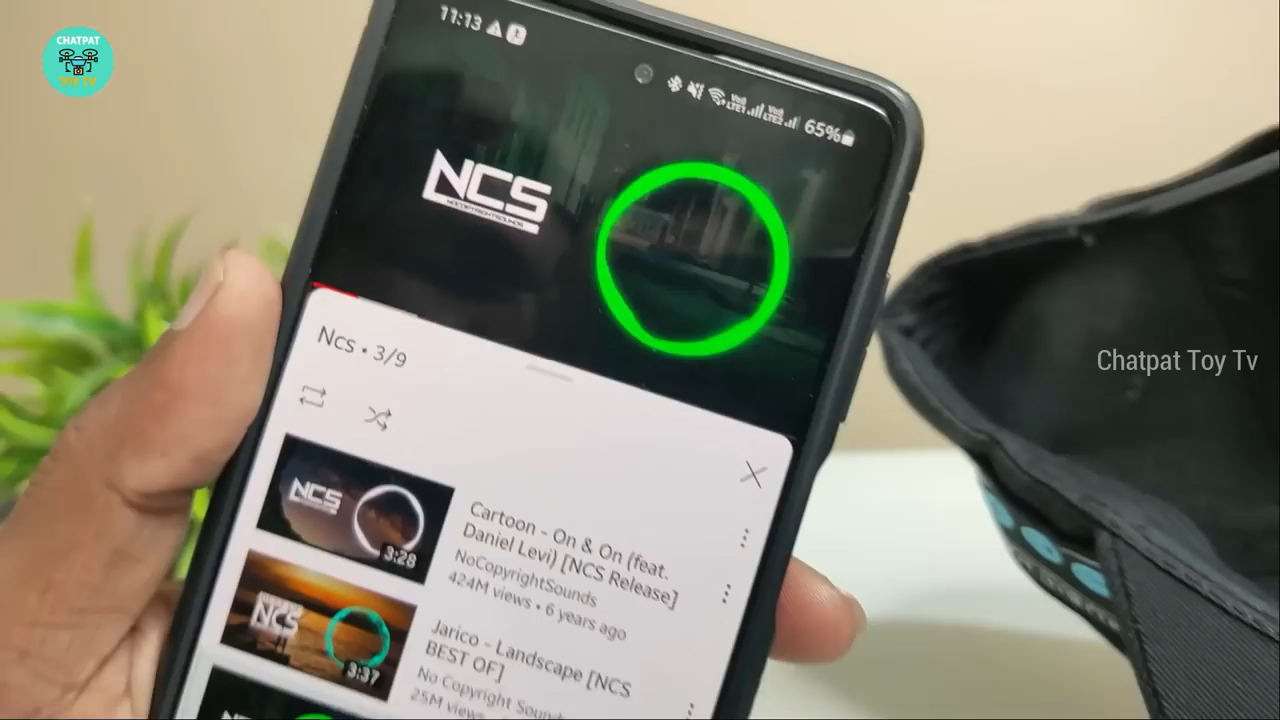 CHATPAT
TOY TV
11:13
65%
NCS
NOCOPYRIGHTSOUNDS
Chatpat Toy Tv
Ncs • 3/9
NCS
3:28
Cartoon - On & On (feat.
Daniel Levi) [NCS Release]
NoCopyrightSounds
424M views • 6 years ago
NCS
3:37
Jarico - Landscape [NCS
BEST OF]
No Copyright Sounds
25M views